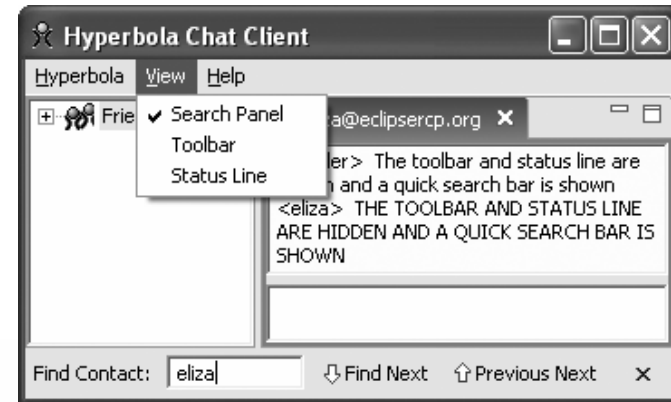 Hyperbola Chat Client
Hyperbola View Help
Search Panel
Toolbar
Status Line
@eclipsercp.org
> The toolbar and status line are
and a quick search bar is shown
<eliza> THE TOOLBAR AND STATUS LINE
ARE HIDDEN AND A QUICK SEARCH BAR IS
SHOWN
Find Contact: eliza Find Next Previous Next